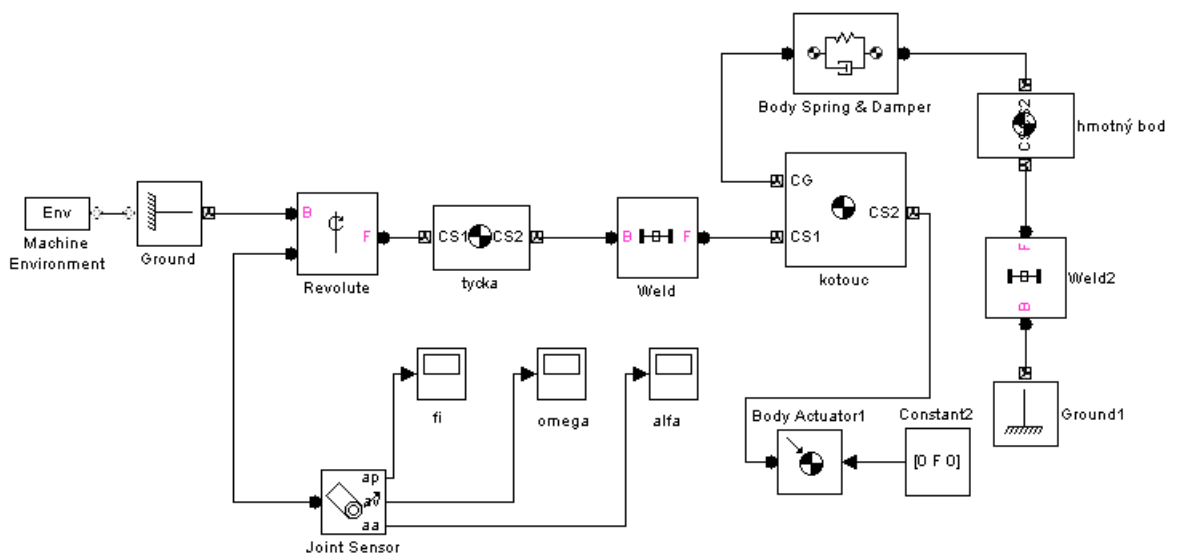 Body Spring & Damper
CS1 CS2
hmotný bod
CG
CS2
CS1
kotouc
Env
Machine
Environment
Ground
B
F
Revolute
CS1
CS2
tycka
B
F
Weld
F
B
Weld2
Ground1
fi
omega
alfa
Body Actuator1
Constant2
[0 F 0]
ap
av
aa
Joint Sensor